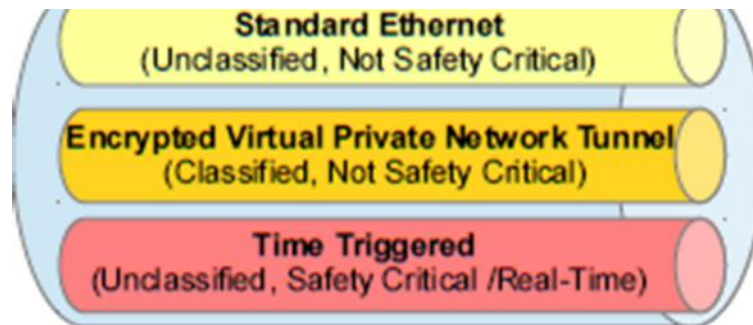 Standard Ethernet
(Unclassified, Not Safety Critical)
Encrypted Virtual Private Network Tunnel
(Classified, Not Safety Critical)
Time Triggered
(Unclassified, Safety Critical /Real-Time)